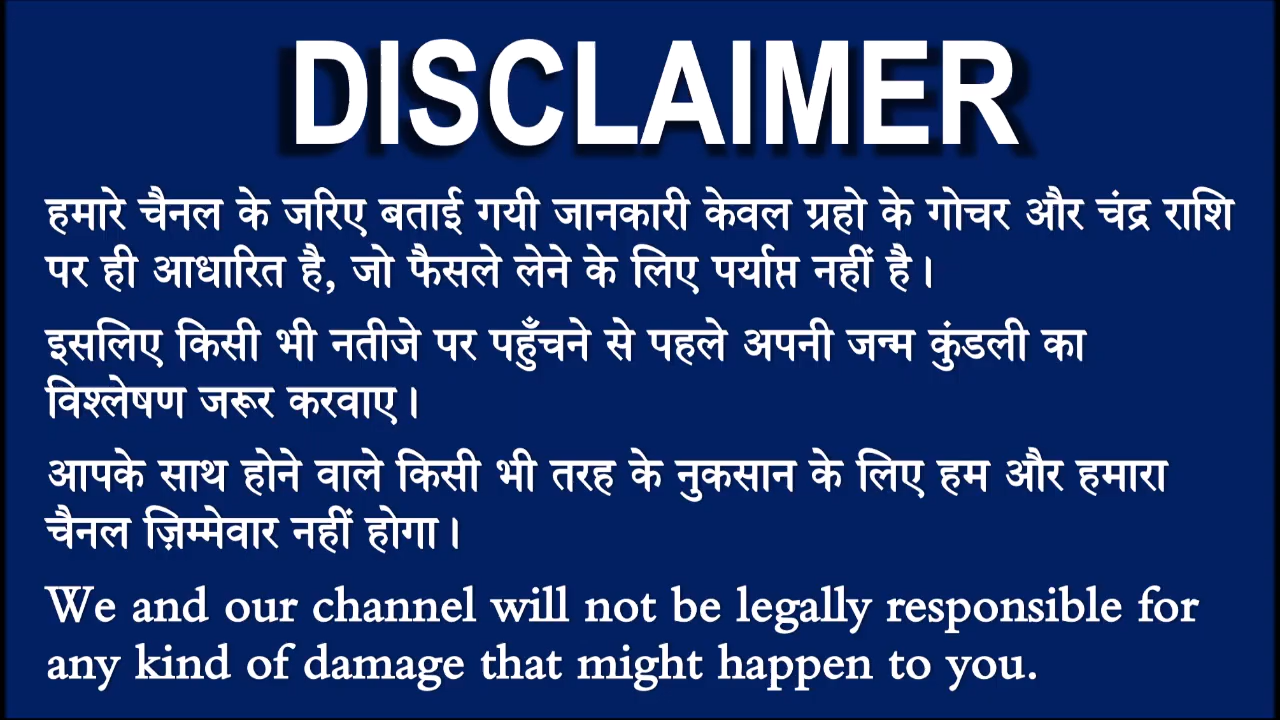 DISCLAIMER
हमारे चैनल के जरिए बताई गयी जानकारी केवल ग्रहो के गोचर और चंद्र राशि
पर ही आधारित है, जो फैसले लेने के लिए पर्याप्त नहीं है।
इसलिए किसी भी नतीजे पर पहुँचने से पहले अपनी जन्म कुंडली का
विश्लेषण जरूर करवाए।
आपके साथ होने वाले किसी भी तरह के नुकसान के लिए हम और हमारा
चैनल ज़िम्मेवार नहीं होगा।
We and our channel will not be legally responsible for
any kind of damage that might happen to you.